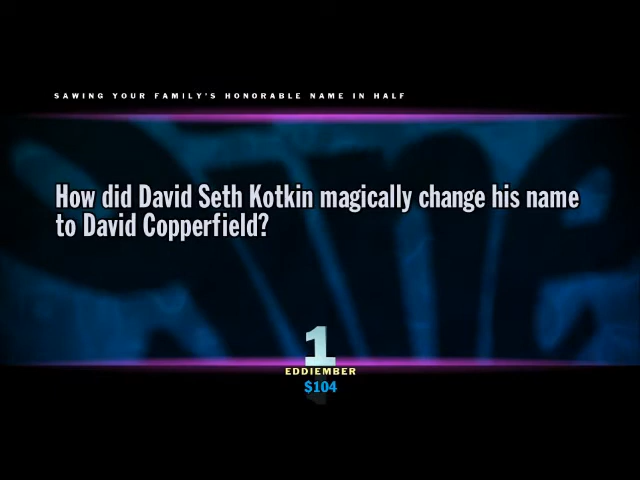 SAWING YOUR FAMILY'S HONORABLE NAME IN HALF
How did David Seth Kotkin magically change his name
to David Copperfield?
1
EDDIEMBER
$104